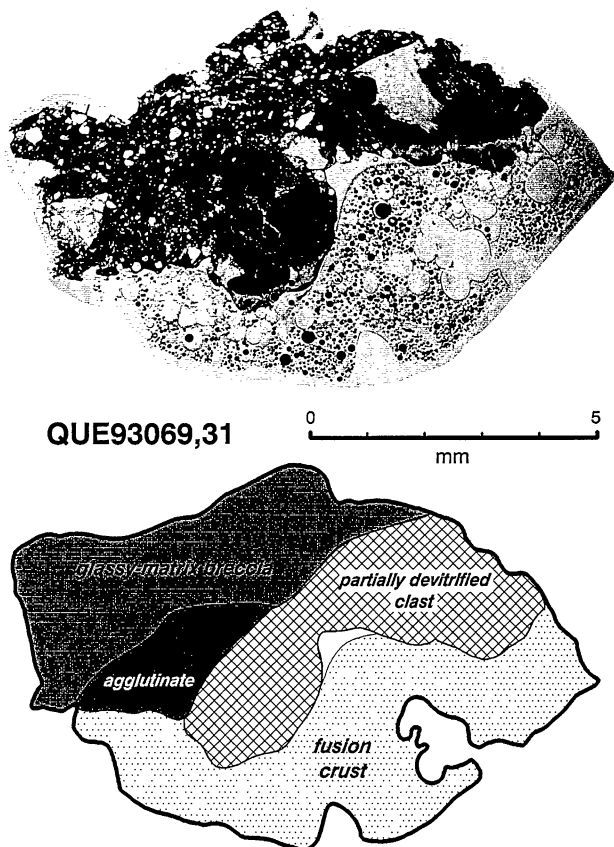 QUE93069,31
0 5
mm
glassy-matrix breccia
partially devitrified
clast
agglutinate
fusion
crust